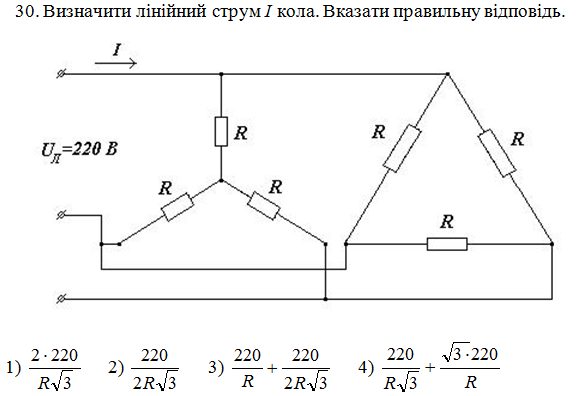 30. Визначити лінійний струм I кола. Вказати правильну відповідь.
I
R
R
R
U_Л=220 В
R
R
R
1) \frac{2 \cdot 220}{R\sqrt{3}} 2) \frac{220}{2R\sqrt{3}} 3) \frac{220}{R} + \frac{220}{2R\sqrt{3}} 4) \frac{220}{R\sqrt{3}} + \frac{\sqrt{3} \cdot 220}{R}